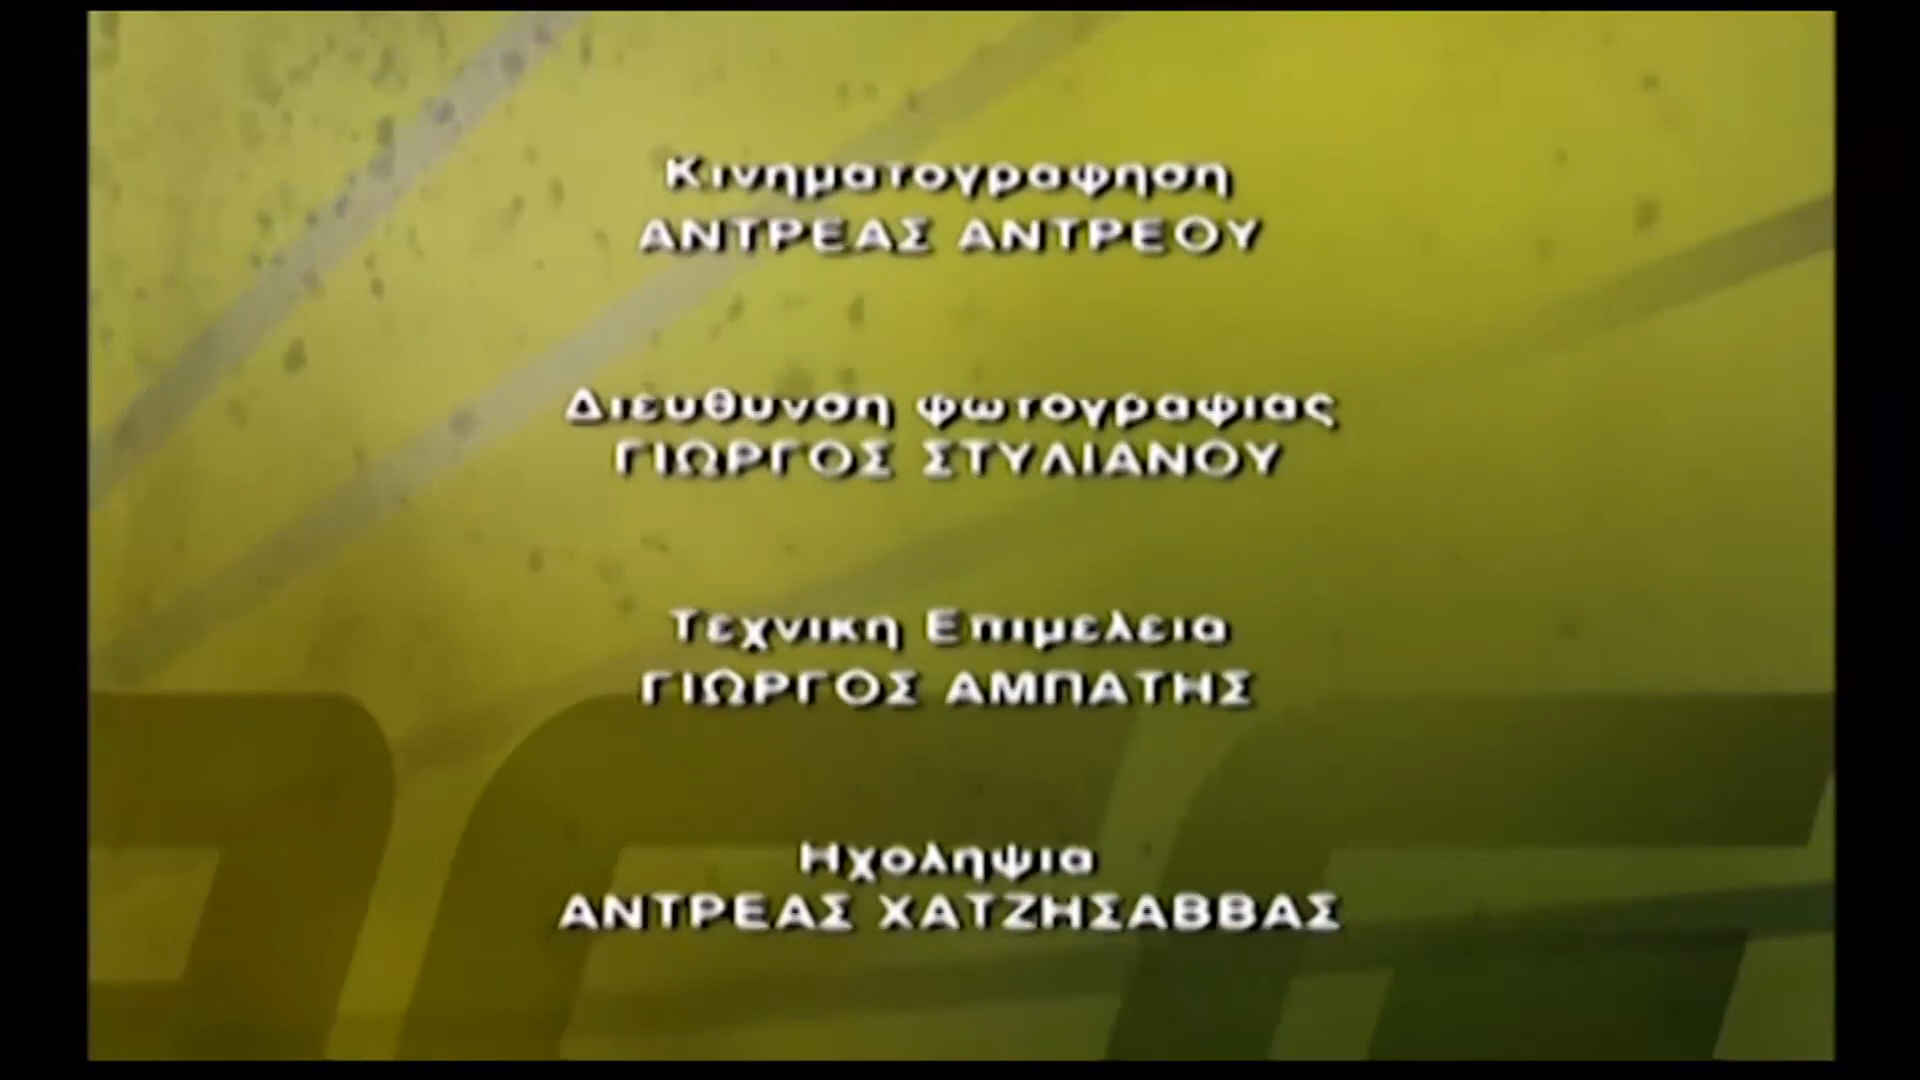 Κινηματογραφηση
ΑΝΤΡΕΑΣ ΑΝΤΡΕΟΥ
Διευθυνση φωτογραφιας
ΓΙΩΡΓΟΣ ΣΤΥΛΙΑΝΟΥ
Τεχνικη Επιμελεια
ΓΙΩΡΓΟΣ ΑΜΠΑΤΗΣ
Ηχοληψια
ΑΝΤΡΕΑΣ ΧΑΤΖΗΣΑΒΒΑΣ